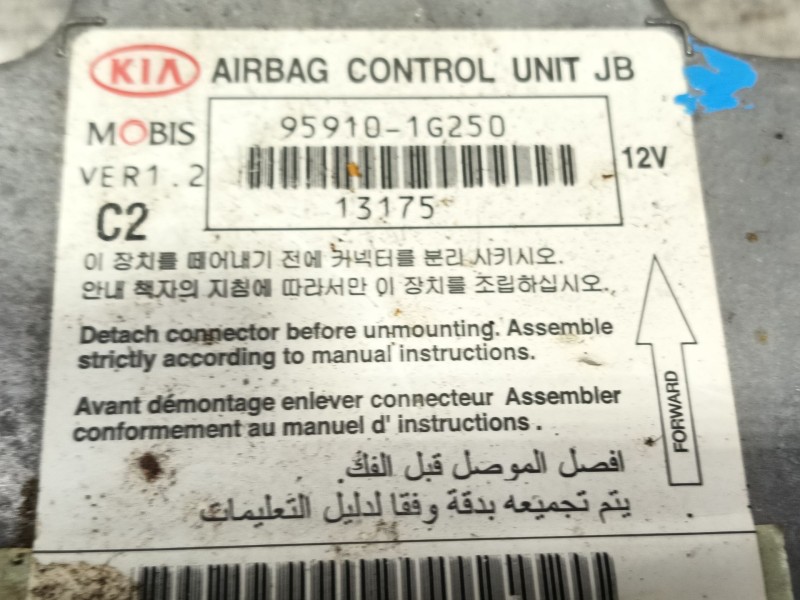 KIA AIRBAG CONTROL UNIT JB
MOBIS
95910-1G250
VER1.2
12V
C2
13175
이 장치를 떼어내기 전에 커넥터를 분리 시키시오.
안내 책자의 지침에 따라서만 이 장치를 조립하십시오.,
Detach connector before unmounting. Assemble
strictly according to manual instructions.
Avant démontage enlever connecteur Assembler
conformement au manuel d' instructions .
افصل الموصل قبل الفك.
يتم تجميعه بدقة وفقا لدليل التعليمات .
FORWARD